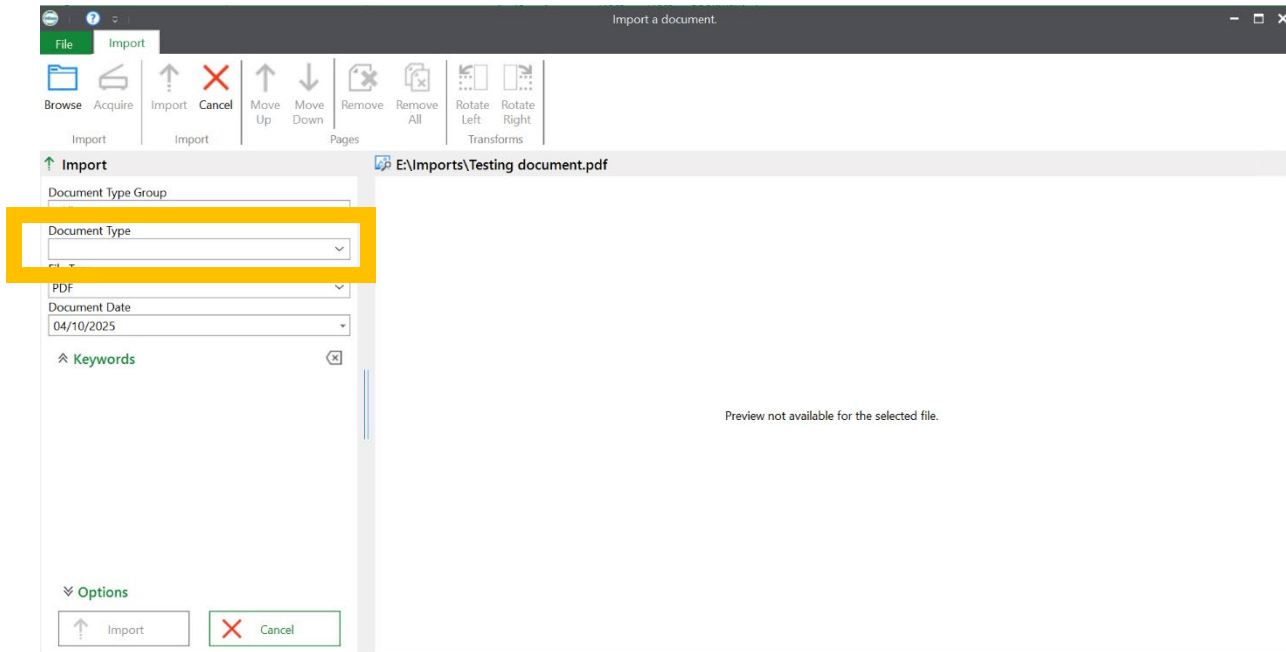 Import a document.
File Import
Browse Acquire Import Cancel Move Up Move Down Remove Remove All Rotate Left Rotate Right
Import Import Pages Transforms
Import
E:\Imports\Testing document.pdf
Document Type Group
Document Type
PDF
Document Date
04/10/2025
Keywords
Preview not available for the selected file.
Options
Import Cancel